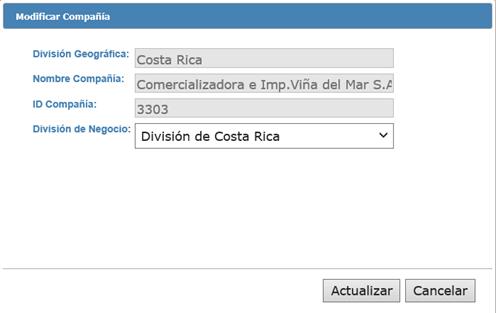 Modificar Compañía
División Geográfica: Costa Rica
Nombre Compañía: Comercializadora e Imp.Viña del Mar S.A
ID Compañía: 3303
División de Negocio: División de Costa Rica
Actualizar Cancelar